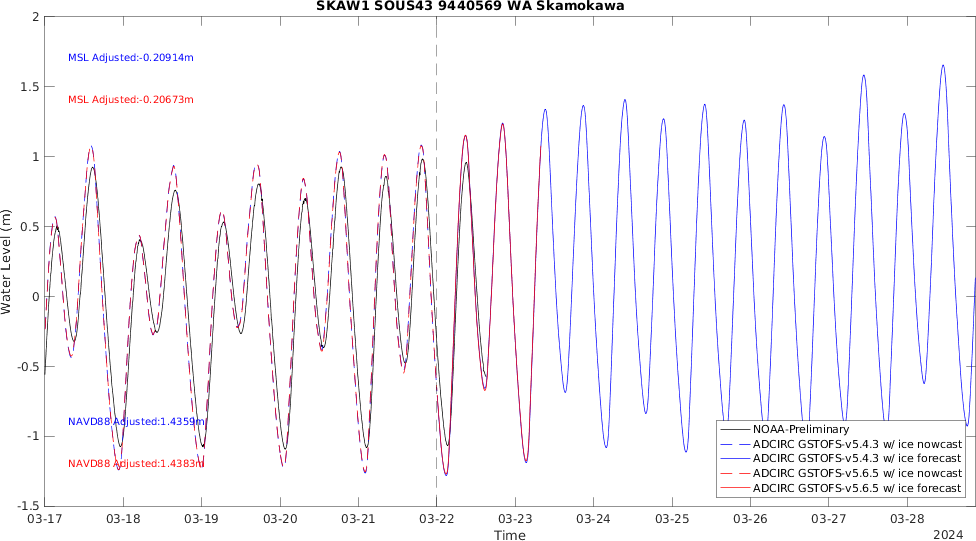 SKAW1 SOUS43 9440569 WA Skamokawa
2
1.5
1
0.5
0
-0.5
-1
-1.5
Water Level (m)
MSL Adjusted:-0.20914m
MSL Adjusted:-0.20673m
NAVD88 Adjusted:1.4359m
NAVD88 Adjusted:1.4383m
NOAA-Preliminary
ADCIRC GSTOFS-v5.4.3 w/ ice nowcast
ADCIRC GSTOFS-v5.4.3 w/ ice forecast
ADCIRC GSTOFS-v5.6.5 w/ ice nowcast
ADCIRC GSTOFS-v5.6.5 w/ ice forecast
03-17 03-18 03-19 03-20 03-21 03-22 03-23 03-24 03-25 03-26 03-27 03-28
Time
2024